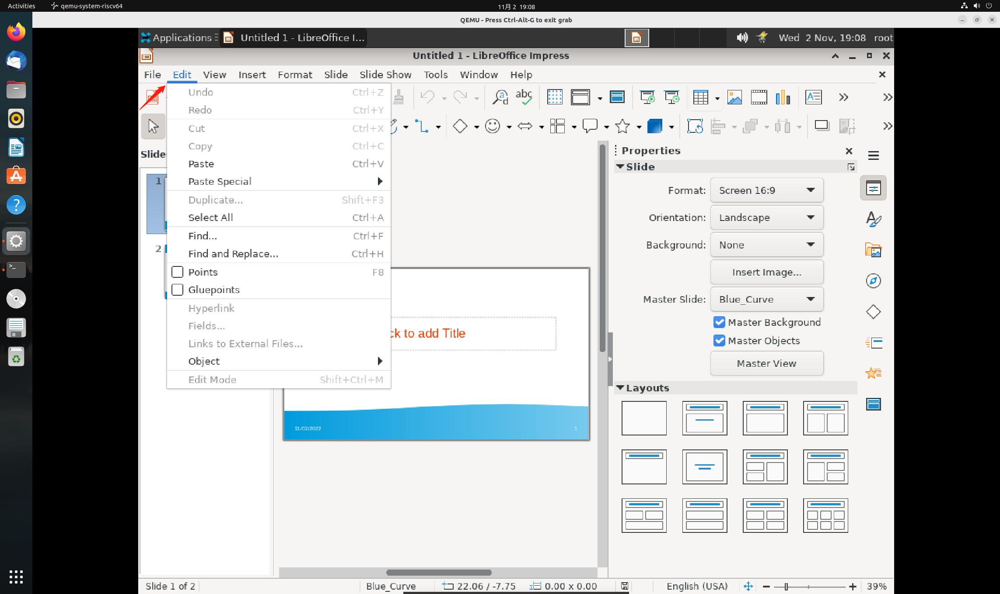 Activities qemu-system-riscv64 11月 2 19:08
QEMU - Press Ctrl-Alt-G to exit grab
Applications Untitled 1 - LibreOffice I... Wed 2 Nov, 19:08 root
Untitled 1 - LibreOffice Impress
File Edit View Insert Format Slide Slide Show Tools Window Help
Undo Ctrl+Z
Redo Ctrl+Y
Cut Ctrl+X
Copy Ctrl+C
Paste Ctrl+V
Paste Special
Duplicate... Shift+F3
Select All Ctrl+A
Find... Ctrl+F
Find and Replace... Ctrl+H
Points F8
Gluepoints
Hyperlink
Fields...
Links to External Files...
Object
Edit Mode Shift+Ctrl+M
abc
Slide
1
2
ck to add Title
11/02/2022 1
Properties
Slide
Format: Screen 16:9
Orientation: Landscape
Background: None
Insert Image...
Master Slide: Blue_Curve
Master Background
Master Objects
Master View
Layouts
Slide 1 of 2 Blue_Curve 22.06 / -7.75 0.00 x 0.00 English (USA) 39%